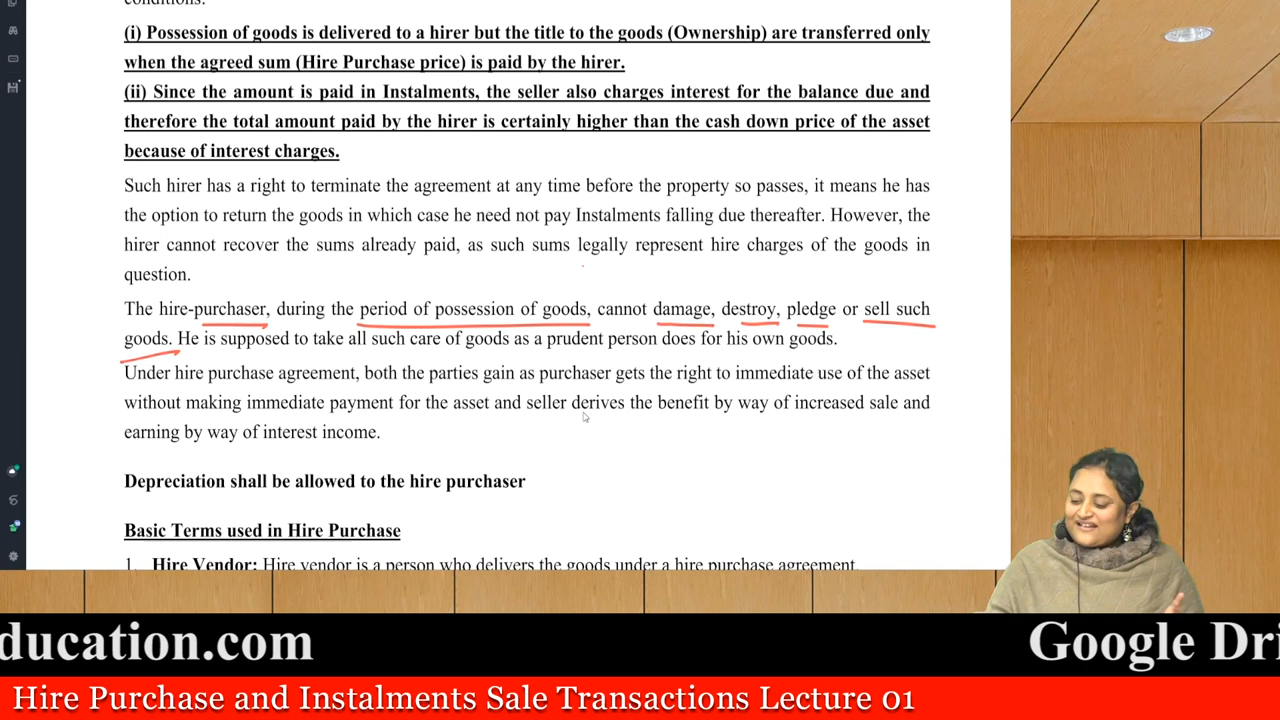 conditions.
(i) Possession of goods is delivered to a hirer but the title to the goods (Ownership) are transferred only
when the agreed sum (Hire Purchase price) is paid by the hirer.
(ii) Since the amount is paid in Instalments, the seller also charges interest for the balance due and
therefore the total amount paid by the hirer is certainly higher than the cash down price of the asset
because of interest charges.
Such hirer has a right to terminate the agreement at any time before the property so passes, it means he has
the option to return the goods in which case he need not pay Instalments falling due thereafter. However, the
hirer cannot recover the sums already paid, as such sums legally represent hire charges of the goods in
question.
The hire-purchaser, during the period of possession of goods, cannot damage, destroy, pledge or sell such
goods. He is supposed to take all such care of goods as a prudent person does for his own goods.
Under hire purchase agreement, both the parties gain as purchaser gets the right to immediate use of the asset
without making immediate payment for the asset and seller derives the benefit by way of increased sale and
earning by way of interest income.
Depreciation shall be allowed to the hire purchaser
Basic Terms used in Hire Purchase
1. Hire Vendor: Hire vendor is a person who delivers the goods under a hire purchase agreement.
ducation.com
Google Dri
Hire Purchase and Instalments Sale Transactions Lecture 01